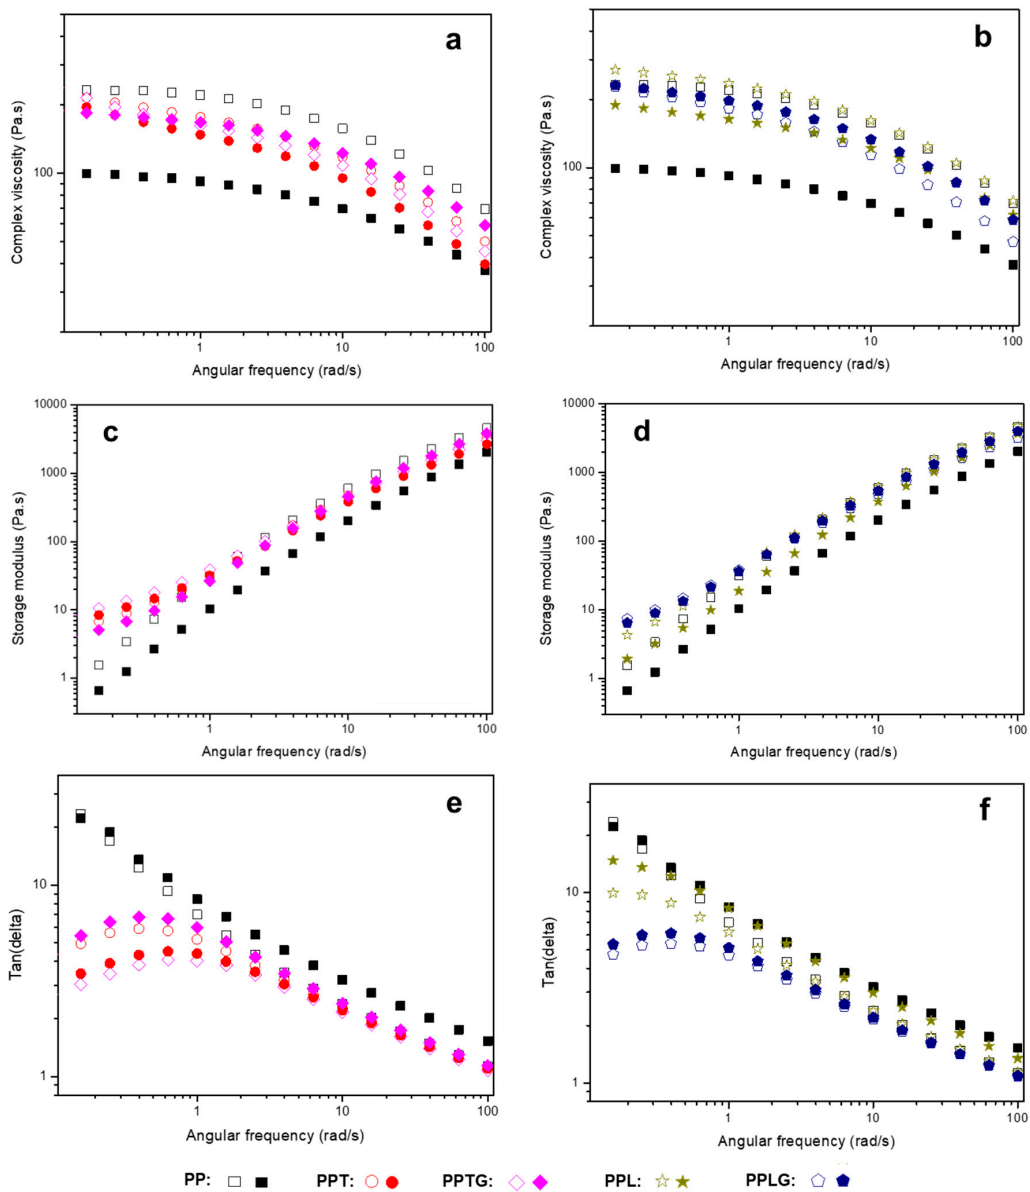 a
Complex viscosity (Pa.s)
100
1 10 100
Angular frequency (rad/s)
b
Complex viscosity (Pa.s)
100
1 10 100
Angular frequency (rad/s)
c
Storage modulus (Pa.s)
10000
1000
100
10
1
1 10 100
Angular frequency (rad/s)
d
Storage modulus (Pa.s)
10000
1000
100
10
1
1 10 100
Angular frequency (rad/s)
e
Tan(delta)
10
1
1 10 100
Angular frequency (rad/s)
f
Tan(delta)
10
1
1 10 100
Angular frequency (rad/s)
PP: PPT: PPTG: PPL: PPLG: